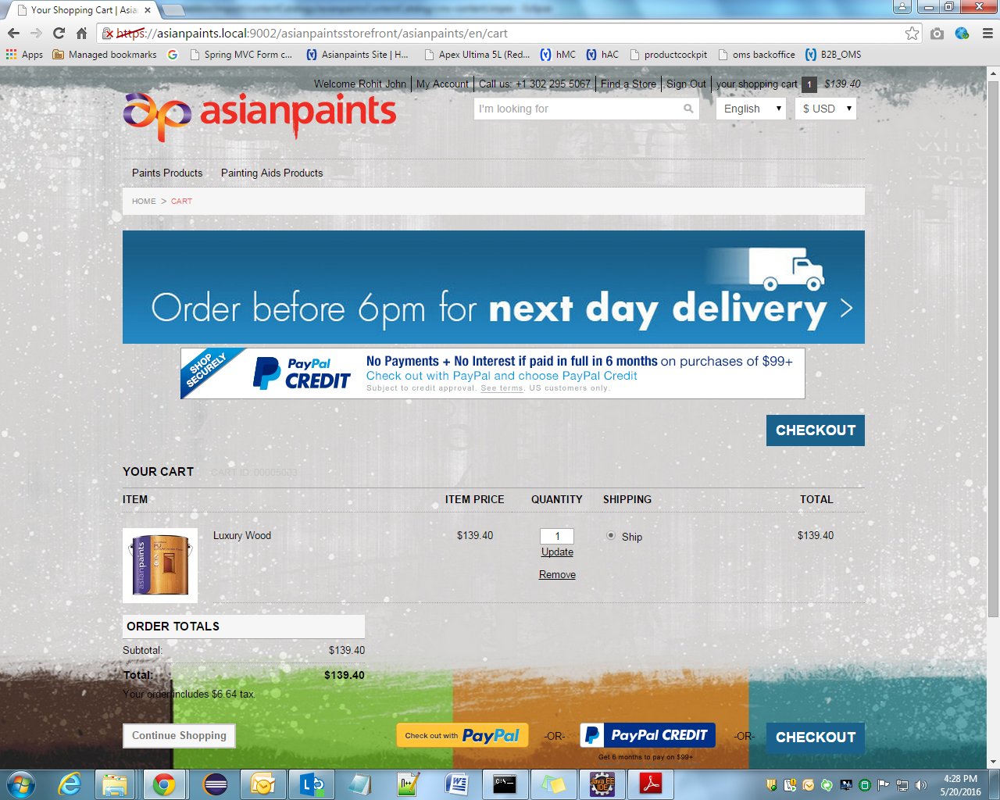 Your Shopping Cart | Asia
https://asianpaints.local:9002/asianpaintsstorefront/asianpaints/en/cart
Apps Managed bookmarks Spring MVC Form c... Asianpaints Site | H... Apex Ultima 5L (Red... hMC hAC productcockpit oms backoffice B2B_OMS
Welcome Rohit John My Account Call us: +1 302 295 5067 Find a Store Sign Out your shopping cart 1 $139.40
asianpaints
I'm looking for English $ USD
Paints Products Painting Aids Products
HOME > CART
Order before 6pm for next day delivery >
SHOP SECURELY
PayPal CREDIT
No Payments + No Interest if paid in full in 6 months on purchases of $99+
Check out with PayPal and choose PayPal Credit
Subject to credit approval. See terms. US customers only.
CHECKOUT
YOUR CART CART ID: 00005003
ITEM ITEM PRICE QUANTITY SHIPPING TOTAL
Luxury Wood $139.40 1 Ship $139.40
Update
Remove
asianpaints
PU
ORDER TOTALS
Subtotal: $139.40
Total: $139.40
Your order includes $6.64 tax.
Continue Shopping Check out with PayPal -OR- PayPal CREDIT -OR- CHECKOUT
Get 6 months to pay on $99+
4:28 PM
5/20/2016